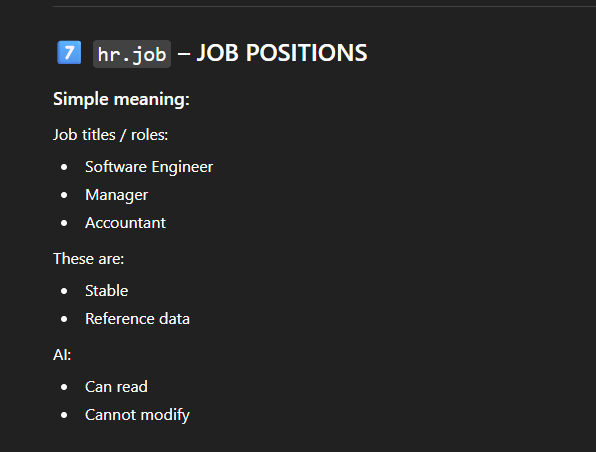 7 hr.job – JOB POSITIONS
Simple meaning:
Job titles / roles:
• Software Engineer
• Manager
• Accountant
These are:
• Stable
• Reference data
AI:
• Can read
• Cannot modify